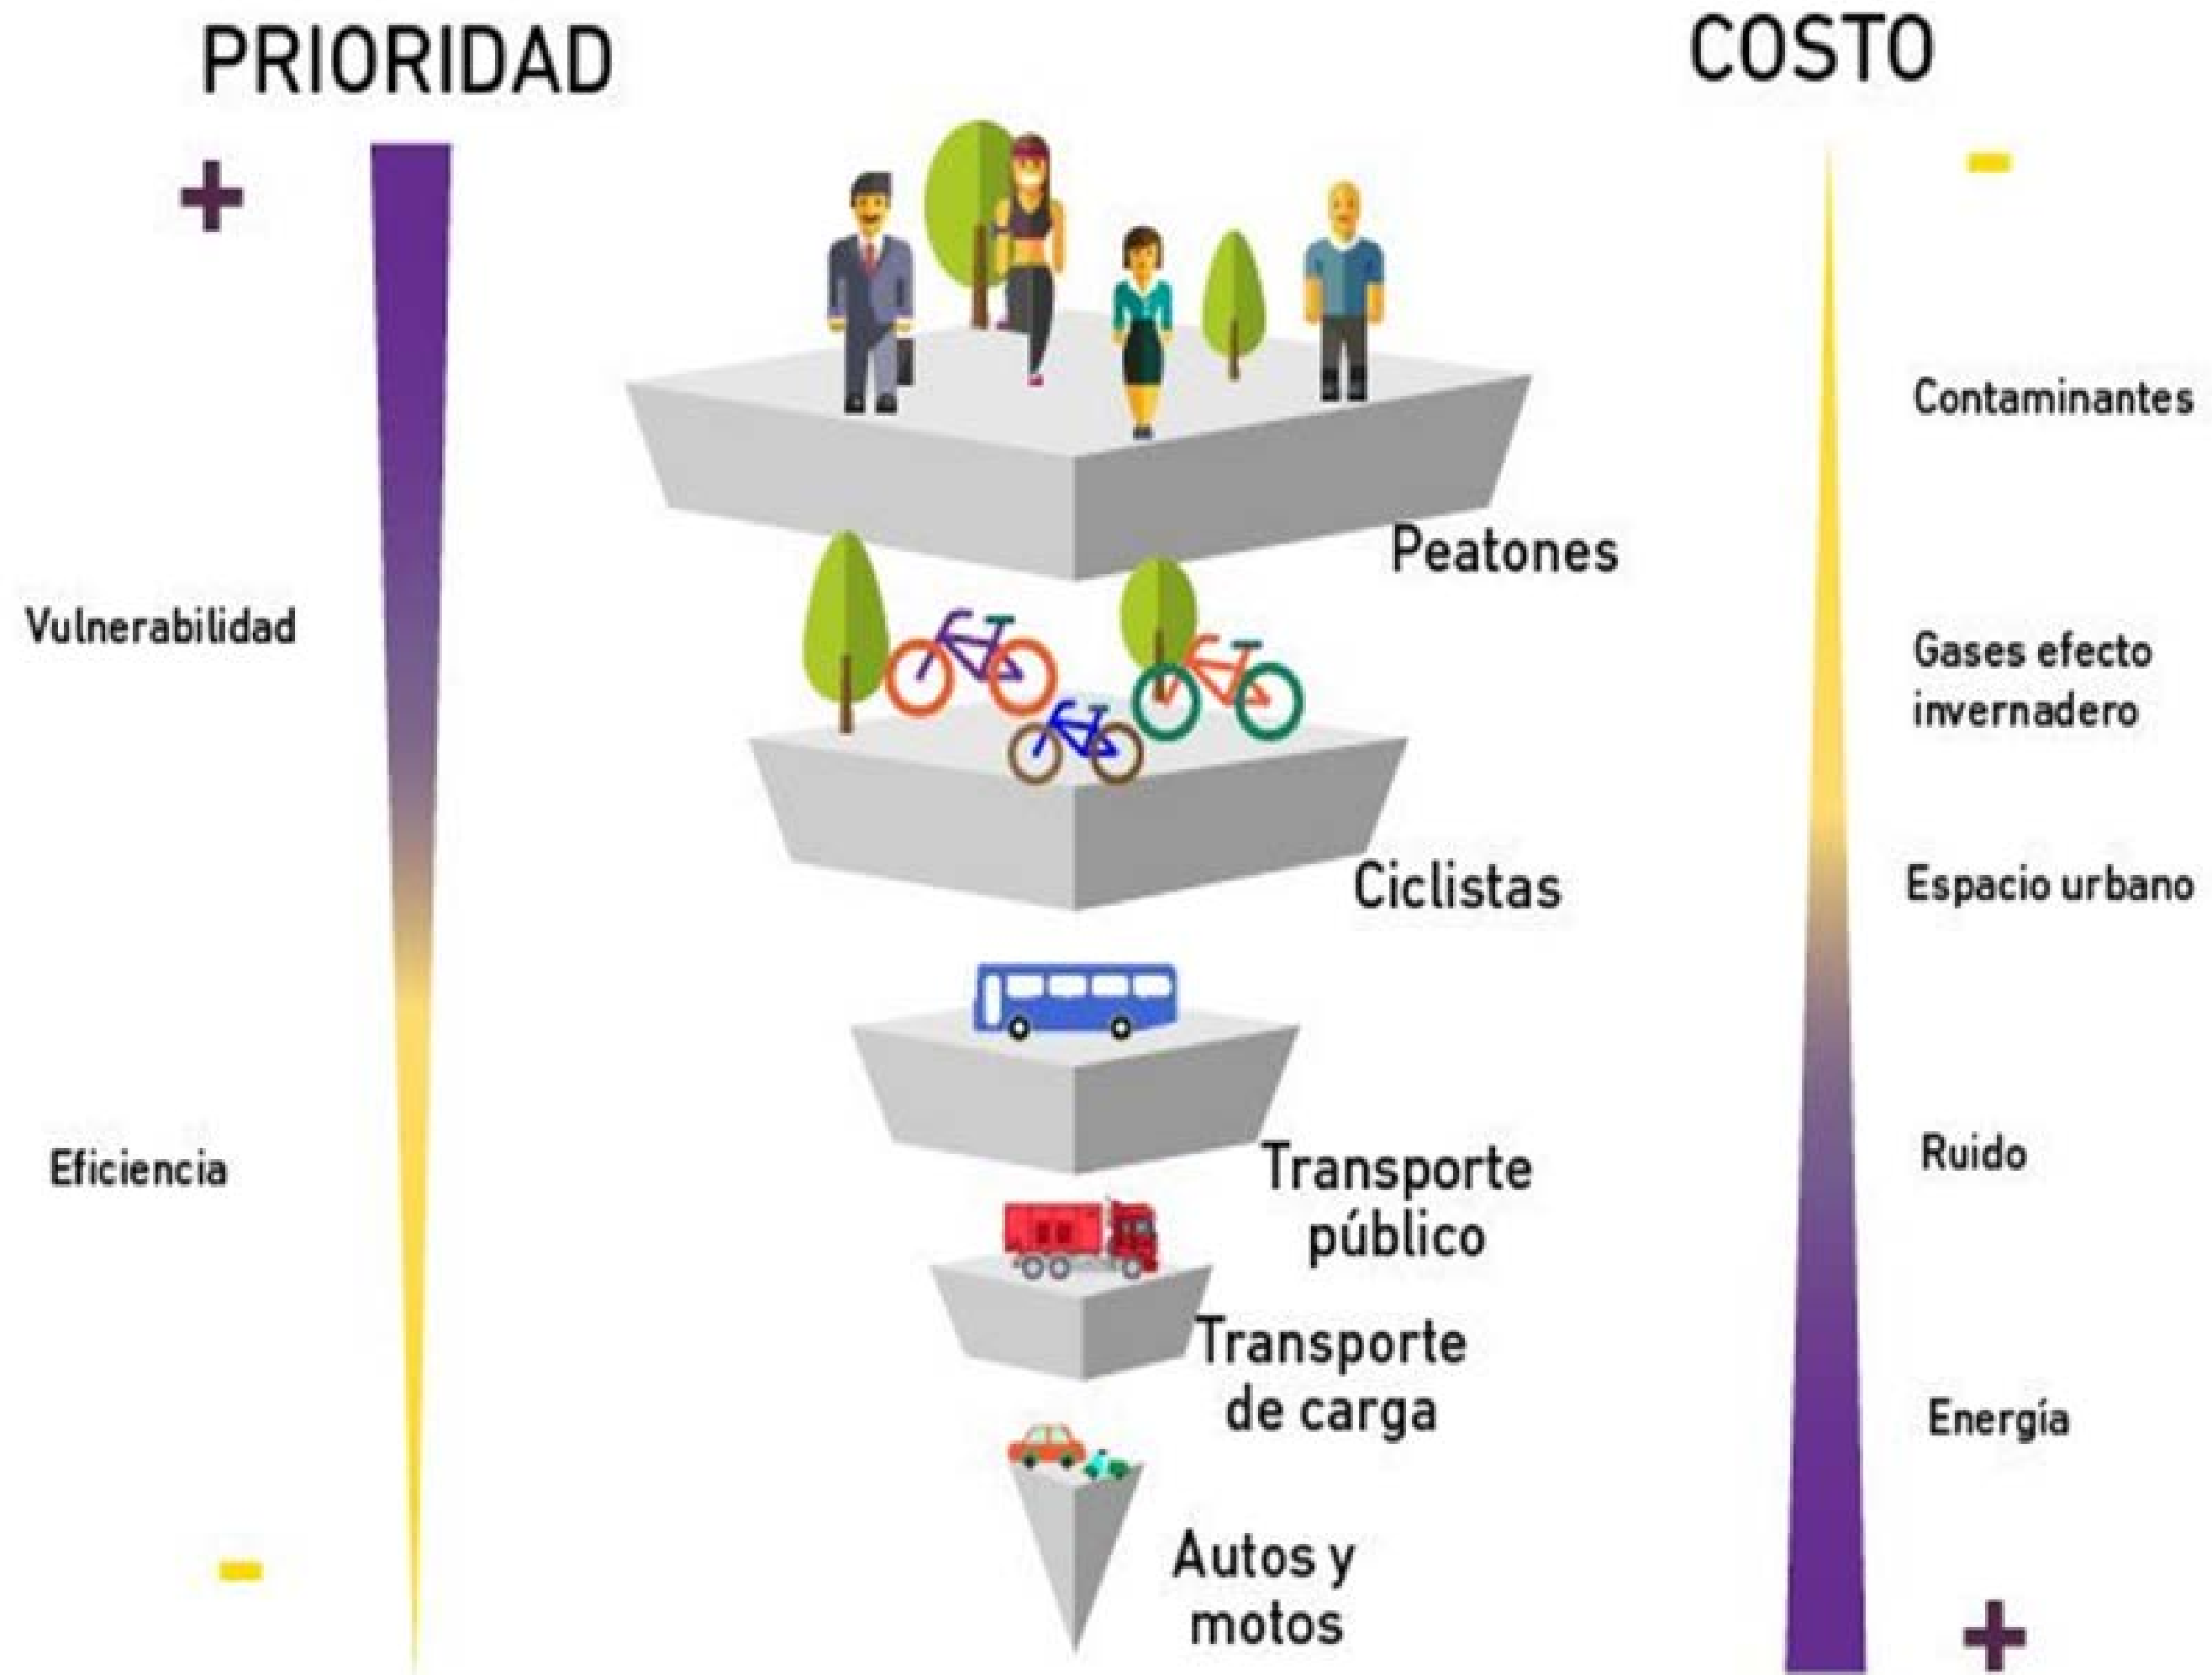 PRIORIDAD
COSTO
+
-
Contaminantes
Peatones
Vulnerabilidad
Gases efecto
invernadero
Ciclistas
Espacio urbano
Eficiencia
Transporte
público
Ruido
Transporte
de carga
Energía
Autos y
motos
-
+